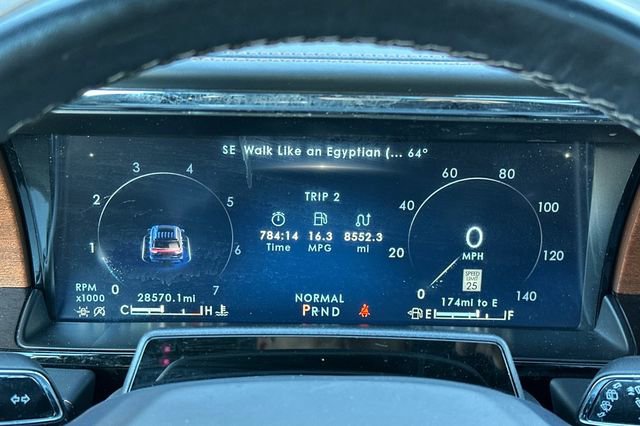 SE Walk Like an Egyptian (... 64°
TRIP 2
784:14 16.3 8552.3
Time MPG mi
0 1 2 3 4 5 6 7
RPM
x1000
28570.1mi
C H
NORMAL
PRND
0 20 40 60 80 100 120 140
0
MPH
SPEED
LIMIT
25
174mi to E
E F